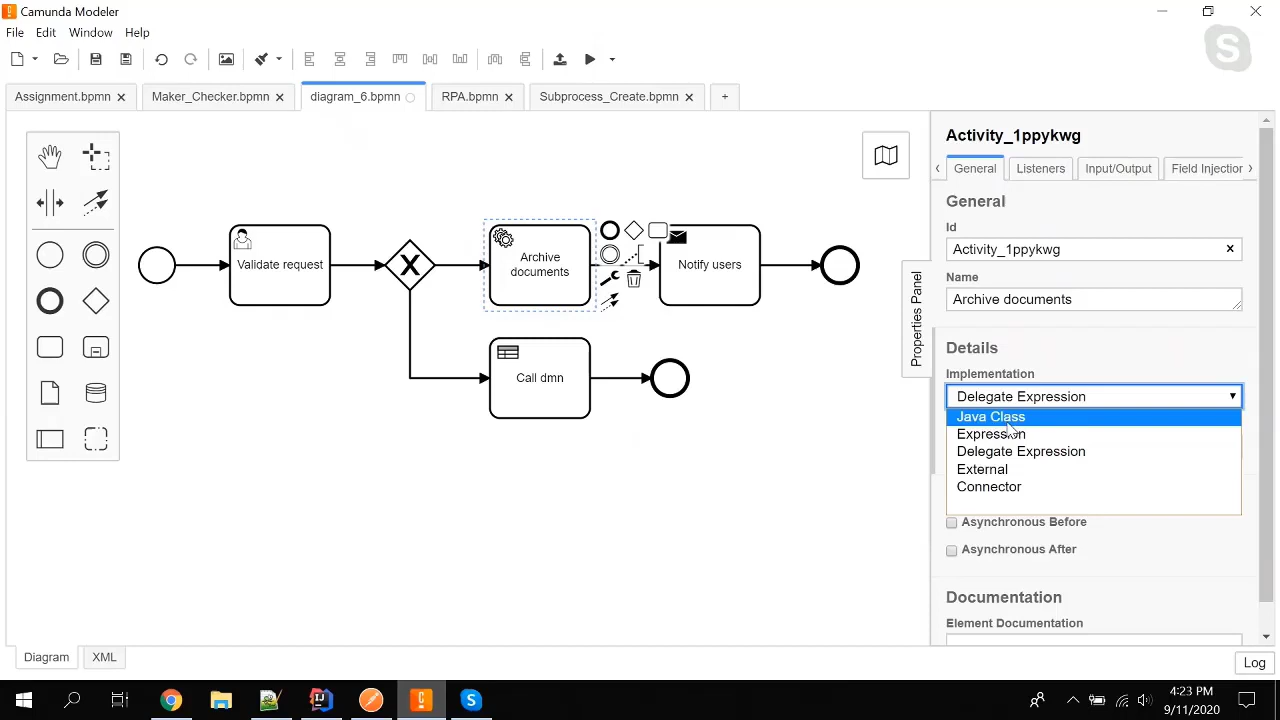 Camunda Modeler
File Edit Window Help
Assignment.bpmn
Maker_Checker.bpmn
diagram_6.bpmn
RPA.bpmn
Subprocess_Create.bpmn
+
Validate request
X
Archive
documents
Notify users
Call dmn
Properties Panel
Activity_1ppykwg
General Listeners Input/Output Field Injection
General
Id
Activity_1ppykwg
Name
Archive documents
Details
Implementation
Delegate Expression
Java Class
Expression
Delegate Expression
External
Connector
Asynchronous Before
Asynchronous After
Documentation
Element Documentation
Diagram XML
Log
4:23 PM
9/11/2020